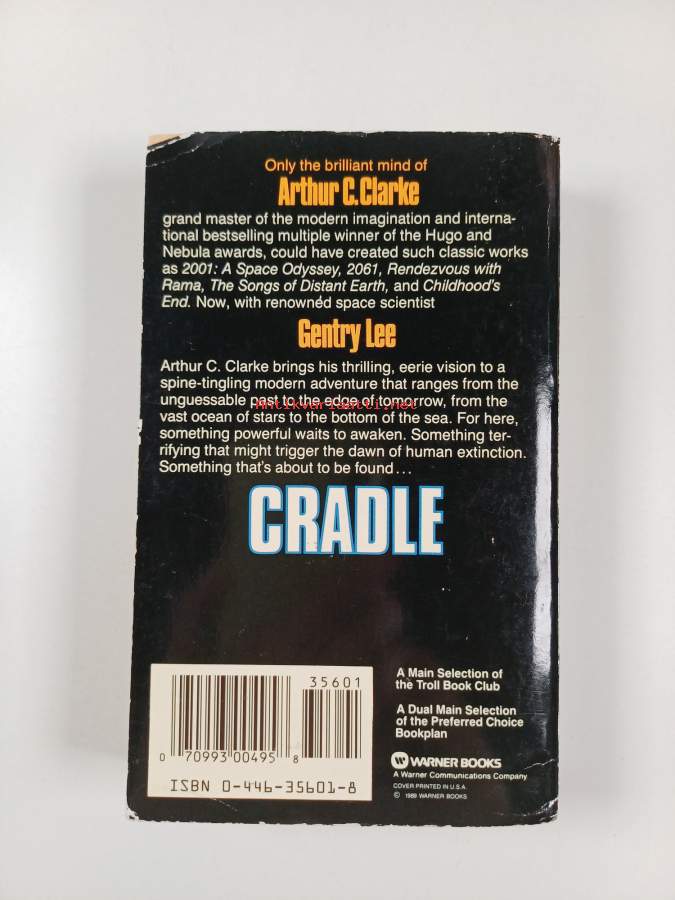 Only the brilliant mind of
Arthur C. Clarke
grand master of the modern imagination and interna-
tional bestselling multiple winner of the Hugo and
Nebula awards, could have created such classic works
as 2001: A Space Odyssey, 2061, Rendezvous with
Rama, The Songs of Distant Earth, and Childhood's
End. Now, with renowned space scientist
Gentry Lee
Arthur C. Clarke brings his thrilling, eerie vision to a
spine-tingling modern adventure that ranges from the
unguessable past to the edge of tomorrow, from the
Antikvariaatti.net
vast ocean of stars to the bottom of the sea. For here,
something powerful waits to awaken. Something ter-
rifying that might trigger the dawn of human extinction.
Something that's about to be found...
CRADLE
35601
0 70993 00495 8
ISBN 0-446-35601-8
A Main Selection of
the Troll Book Club
A Dual Main Selection
of the Preferred Choice
Bookplan
W WARNER BOOKS
A Warner Communications Company
COVER PRINTED IN U.S.A.
© 1989 WARNER BOOKS